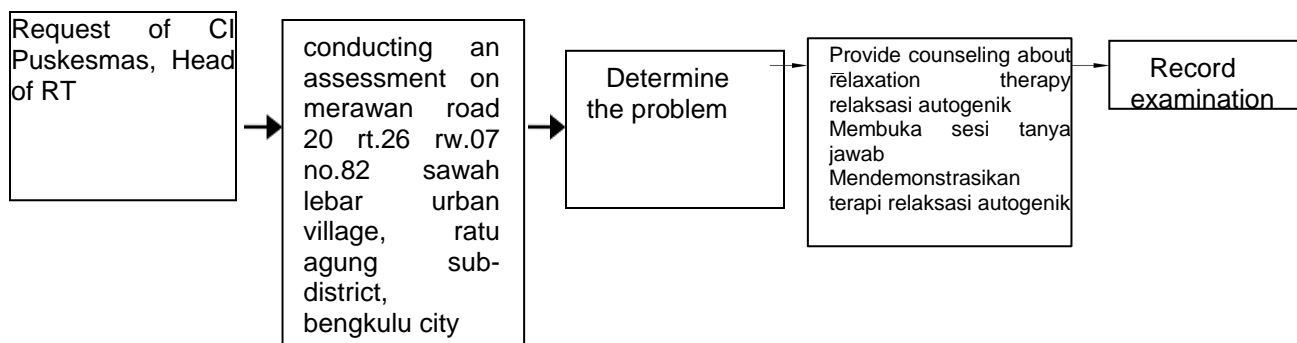 Request of CI
Puskesmas, Head
of RT
conducting an
assessment on
merawan road
20 rt.26 rw.07
no.82 sawah
lebar urban
village, ratu
agung sub-
district,
bengkulu city
Determine
the problem
Provide counseling about
relaxation therapy
relaksasi autogenik
Membuka sesi tanya
jawab
Mendemonstrasikan
terapi relaksasi autogenik
Record
examination